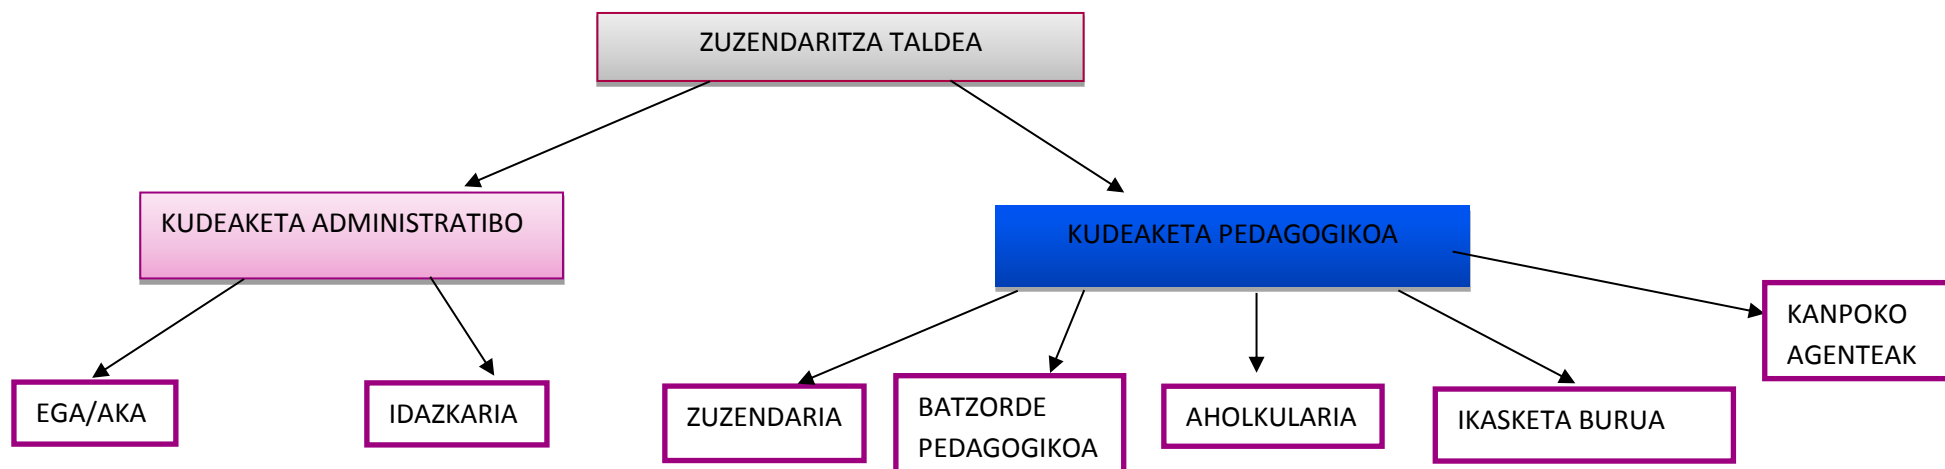 ZUZENDARITZA TALDEA
KUDEAKETA ADMINISTRATIBO
KUDEAKETA PEDAGOGIKOA
KANPOKO
AGENTEAK
EGA/AKA
IDAZKARIA
ZUZENDARIA
BATZORDE
PEDAGOGIKOA
AHOLKULARIA
IKASKETA BURUA